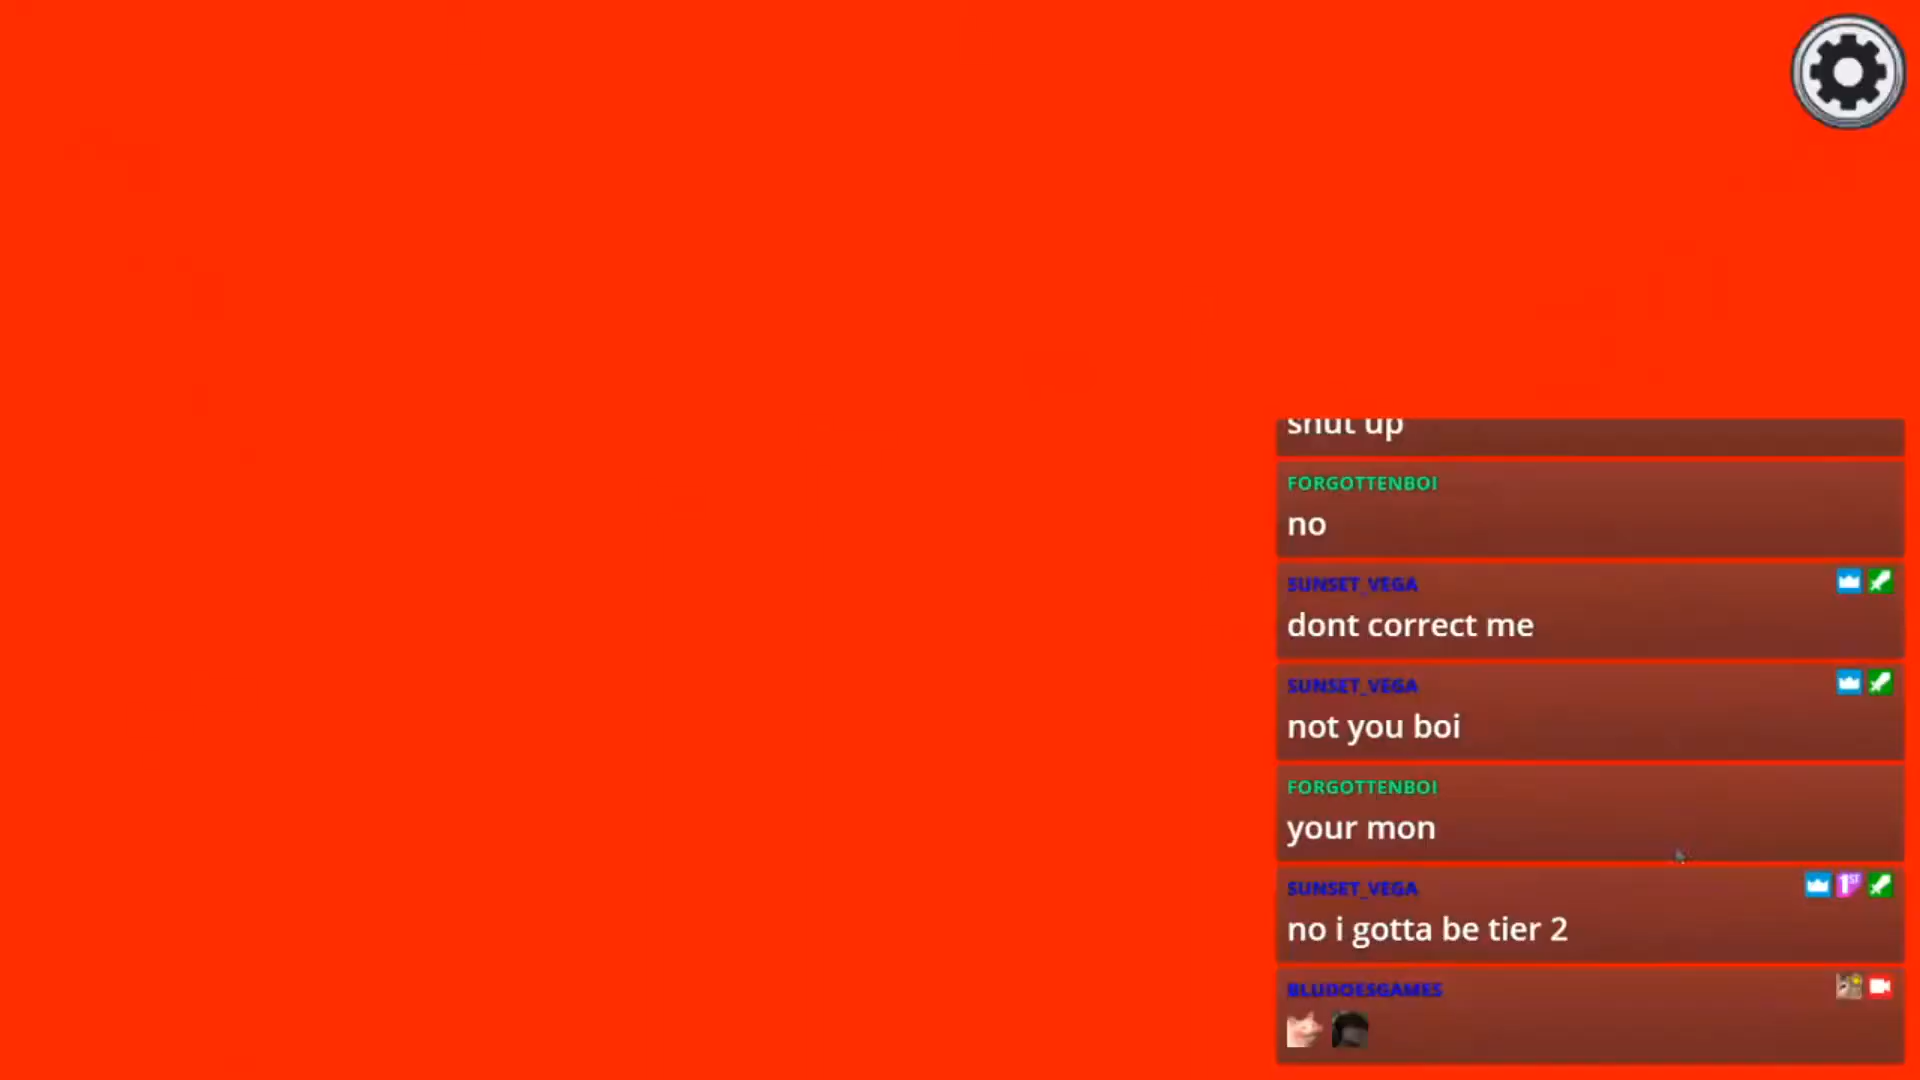 shut up
FORGOTTENBOI
no
SUNSET_VEGA
dont correct me
SUNSET_VEGA
not you boi
FORGOTTENBOI
your mon
SUNSET_VEGA
1ST
no i gotta be tier 2
BLUDOESGAMES